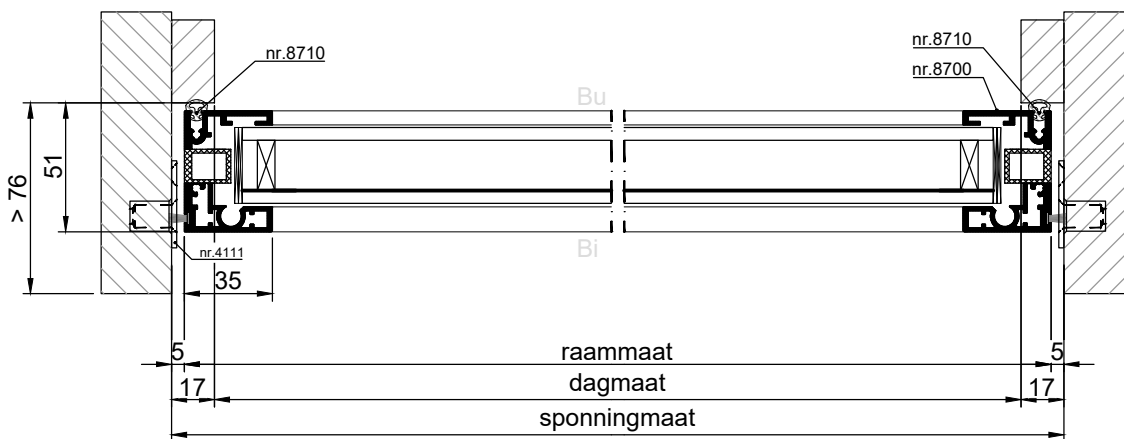 nr.8710
nr.8710
nr.8700
Bu
51
> 76
Bi
nr.4111
35
5
raammaat
5
17
dagmaat
17
sponningmaat